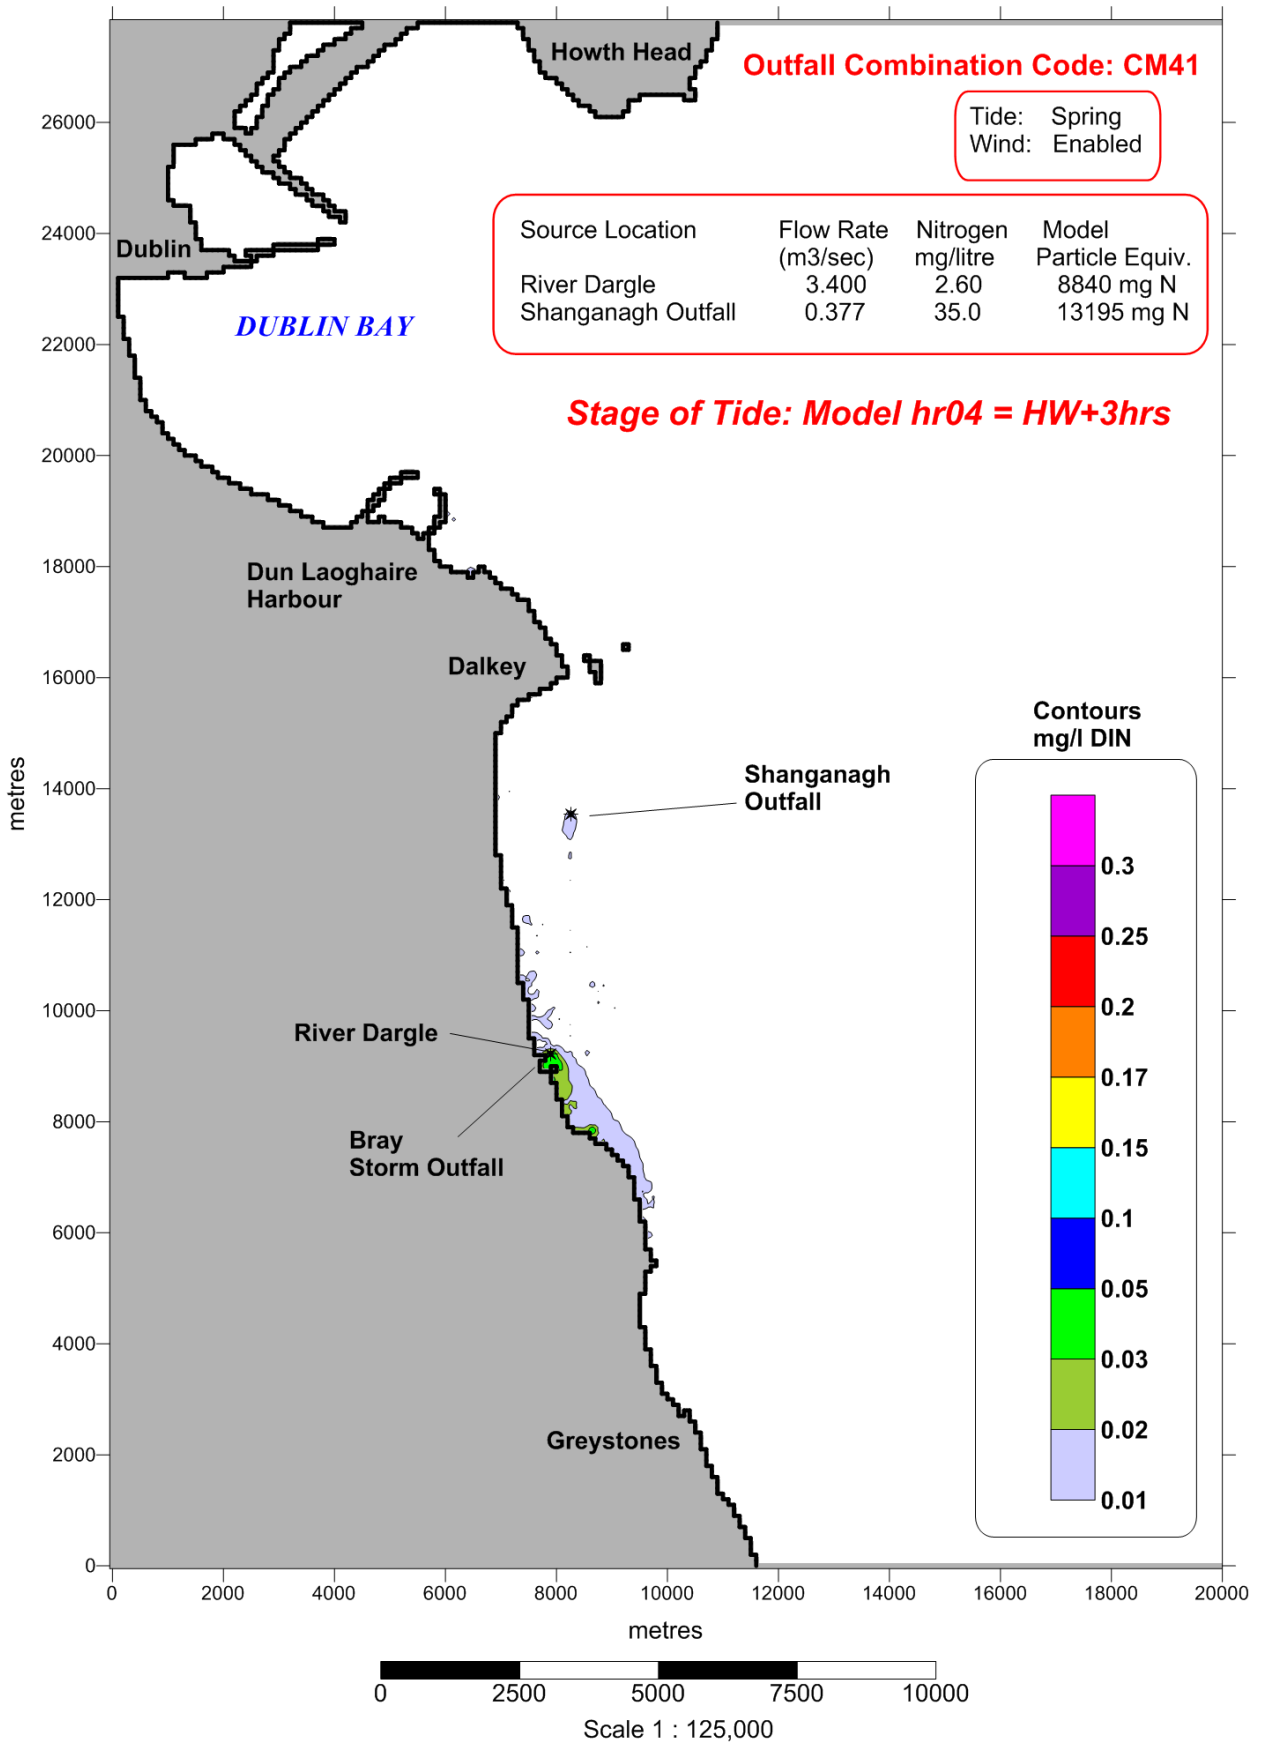 Howth Head
Outfall Combination Code: CM41
Tide: Spring
Wind: Enabled
Source Location Flow Rate Nitrogen Model
(m3/sec) mg/litre Particle Equiv.
River Dargle 3.400 2.60 8840 mg N
Shanganagh Outfall 0.377 35.0 13195 mg N
Dublin
DUBLIN BAY
Stage of Tide: Model hr04 = HW+3hrs
Dun Laoghaire
Harbour
Dalkey
Shanganagh
Outfall
River Dargle
Bray
Storm Outfall
Greystones
Contours
mg/l DIN
0.3
0.25
0.2
0.17
0.15
0.1
0.05
0.03
0.02
0.01
26000
24000
22000
20000
18000
16000
14000
12000
10000
8000
6000
4000
2000
0
metres
0 2000 4000 6000 8000 10000 12000 14000 16000 18000 20000
metres
0 2500 5000 7500 10000
Scale 1 : 125,000